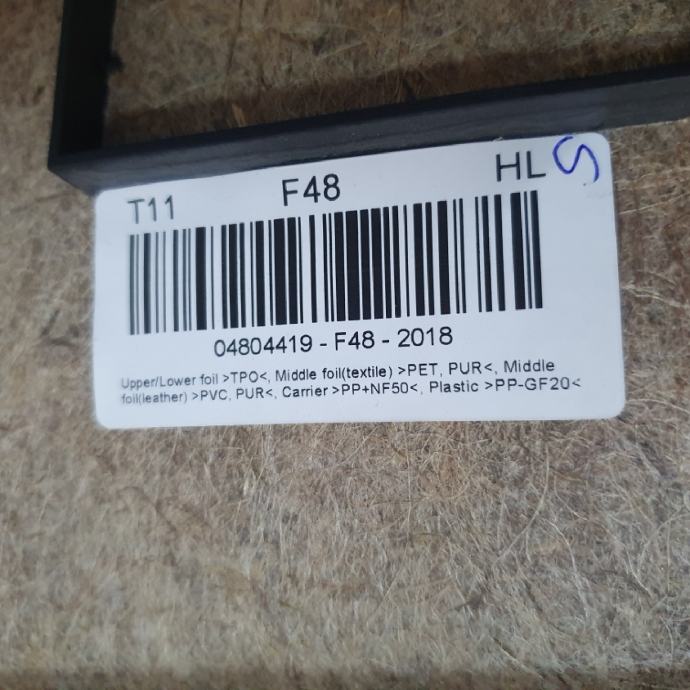 T11 F48 HL S
04804419 - F48 - 2018
Upper/Lower foil >TPO<, Middle foil(textile) >PET, PUR<, Middle
foil(leather) >PVC, PUR<, Carrier >PP+NF50<, Plastic >PP-GF20<